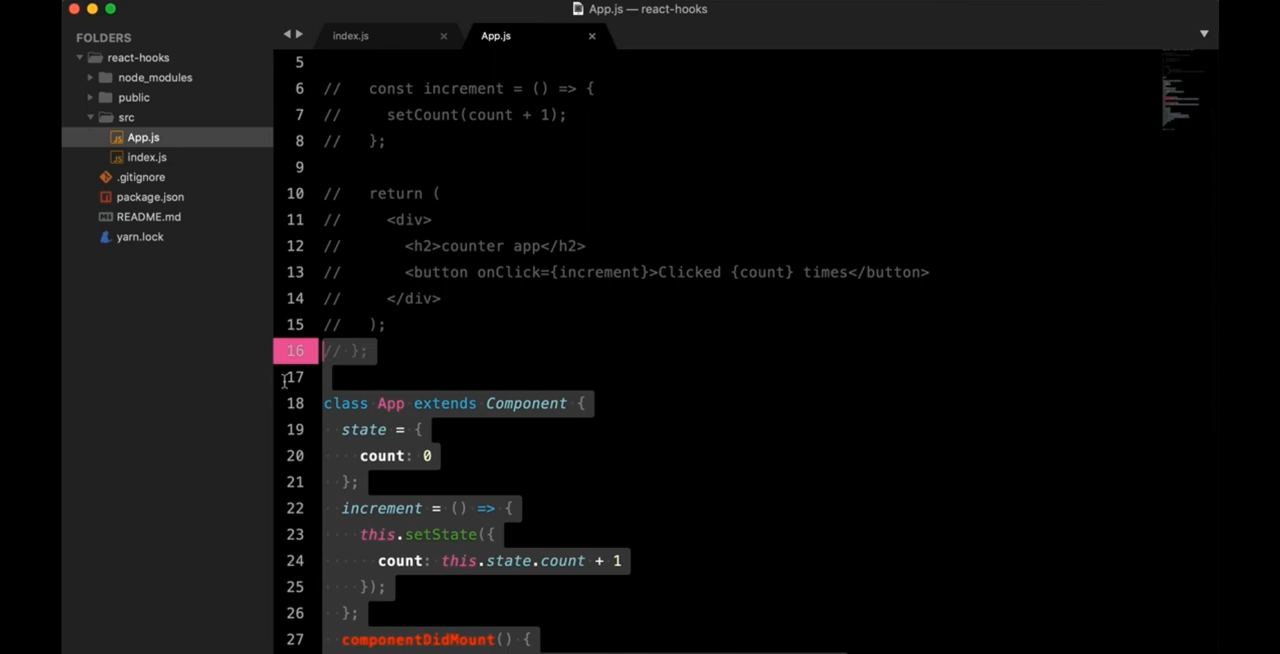 App.js — react-hooks
FOLDERS
react-hooks
node_modules
public
src
App.js
index.js
.gitignore
package.json
README.md
yarn.lock
index.js
App.js
5
6 //   const increment = () => {
7 //     setCount(count + 1);
8 //   };
9
10 //   return (
11 //     <div>
12 //       <h2>counter app</h2>
13 //       <button onClick={increment}>Clicked {count} times</button>
14 //     </div>
15 //   );
16 // };
17
18 class App extends Component {
19   state = {
20     count: 0
21   };
22   increment = () => {
23     this.setState({
24       count: this.state.count + 1
25     });
26   };
27   componentDidMount() {